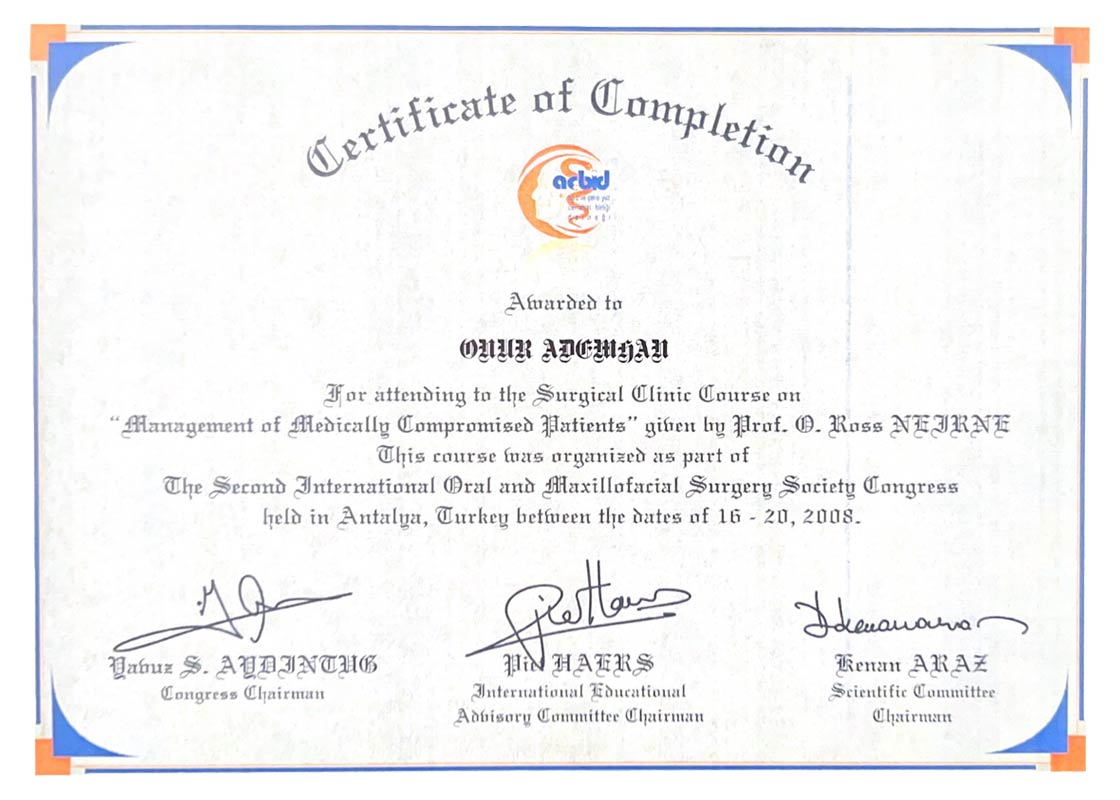 Certificate of Completion
acbid
Awarded to
ONUR ADEMHAN
For attending to the Surgical Clinic Course on
“Management of Medically Compromised Patients” given by Prof. O. Ross NEIRNE
This course was organized as part of
The Second International Oral and Maxillofacial Surgery Society Congress
held in Antalya, Turkey between the dates of 16 - 20, 2008.
Yavuz S. AYDINTUG
Congress Chairman
Piet HAERS
International Educational
Advisory Committee Chairman
Kenan ARAZ
Scientific Committee
Chairman